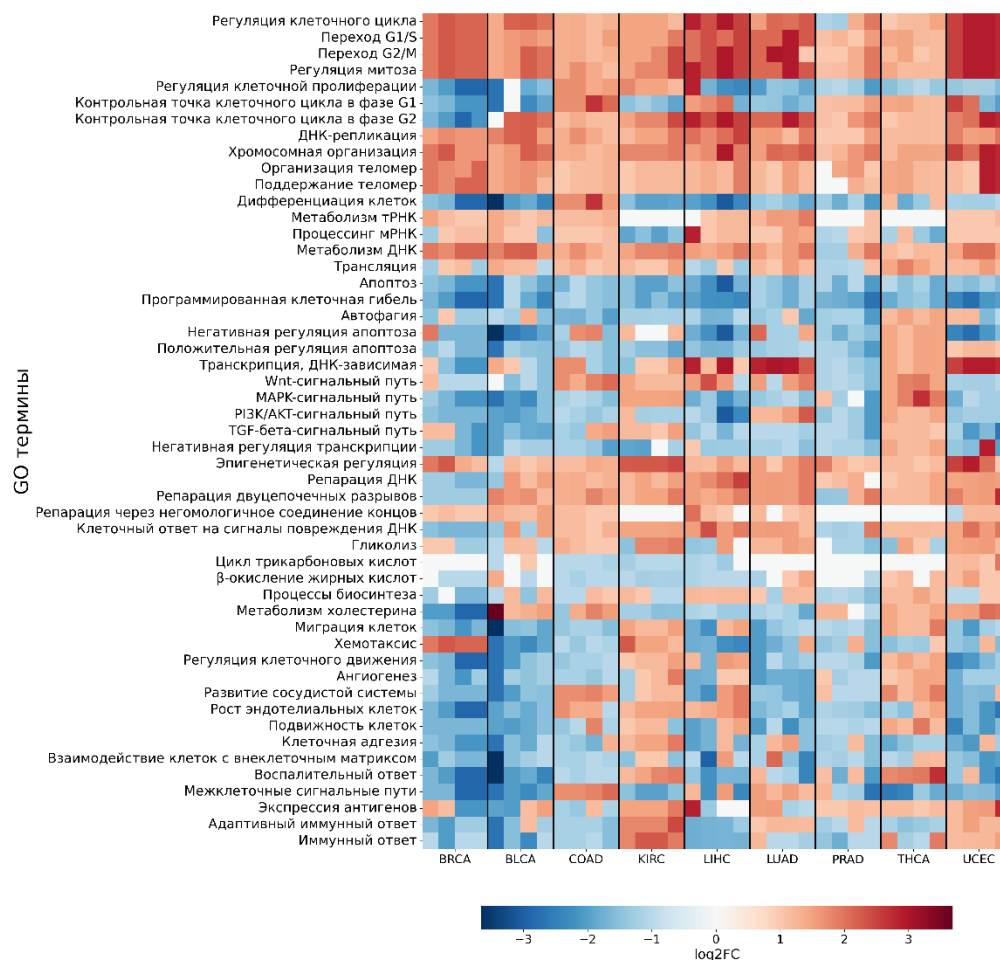 Регуляция клеточного цикла
Переход G1/S
Переход G2/M
Регуляция митоза
Регуляция клеточной пролиферации
Контрольная точка клеточного цикла в фазе G1
Контрольная точка клеточного цикла в фазе G2
ДНК-репликация
Хромосомная организация
Организация теломер
Поддержание теломер
Дифференциация клеток
Метаболизм тРНК
Процессинг мРНК
Метаболизм ДНК
Трансляция
Апоптоз
Программированная клеточная гибель
Автофагия
Негативная регуляция апоптоза
Положительная регуляция апоптоза
Транскрипция, ДНК-зависимая
Wnt-сигнальный путь
MAPK-сигнальный путь
PI3K/AKT-сигнальный путь
TGF-бета-сигнальный путь
Негативная регуляция транскрипции
Эпигенетическая регуляция
Репарация ДНК
Репарация двуцепочечных разрывов
Репарация через негомологичное соединение концов
Клеточный ответ на сигналы повреждения ДНК
Гликолиз
Цикл трикарбоновых кислот
β-окисление жирных кислот
Процессы биосинтеза
Метаболизм холестерина
Миграция клеток
Хемотаксис
Регуляция клеточного движения
Ангиогенез
Развитие сосудистой системы
Рост эндотелиальных клеток
Подвижность клеток
Клеточная адгезия
Взаимодействие клеток с внеклеточным матриксом
Воспалительный ответ
Межклеточные сигнальные пути
Экспрессия антигенов
Адаптивный иммунный ответ
Иммунный ответ
GO термины
BRCA BLCA COAD KIRC LIHC LUAD PRAD THCA UCEC
−3 −2 −1 0 1 2 3
log2FC